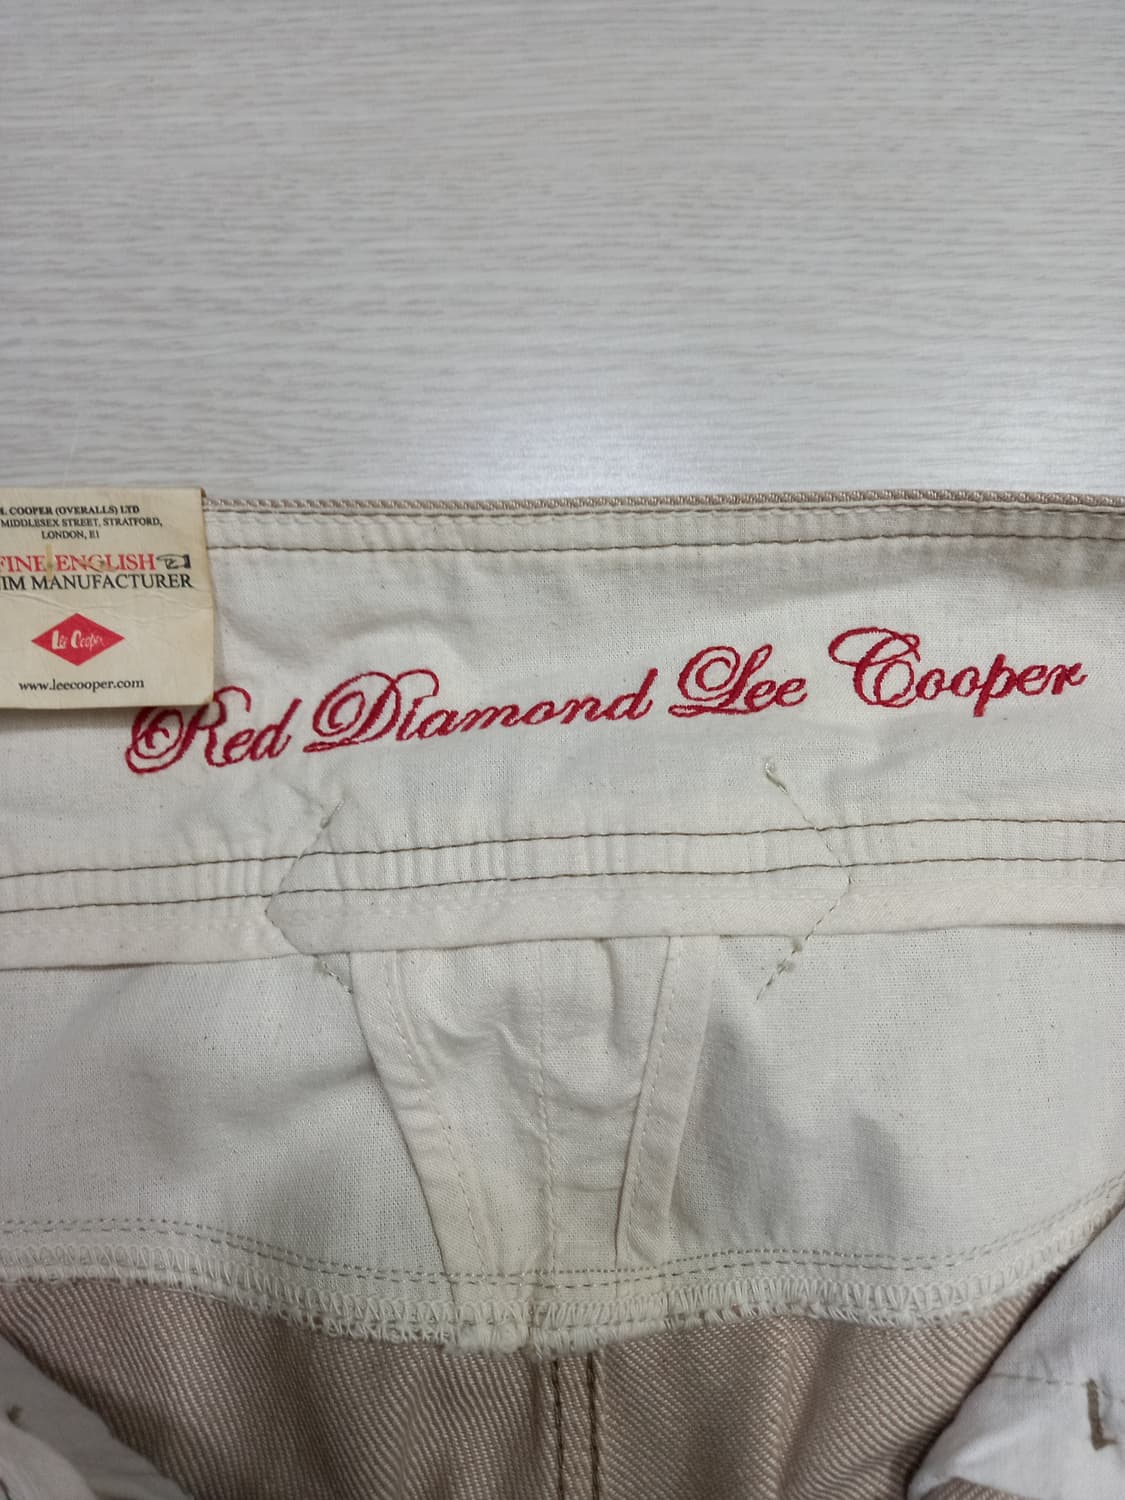 COOPER (OVERALLS) LTD
MIDDLESEX STREET, STRATFORD,
LONDON, E1
FINE ENGLISH
IM MANUFACTURER
Lee Cooper
www.leecooper.com
Red Diamond Lee Cooper